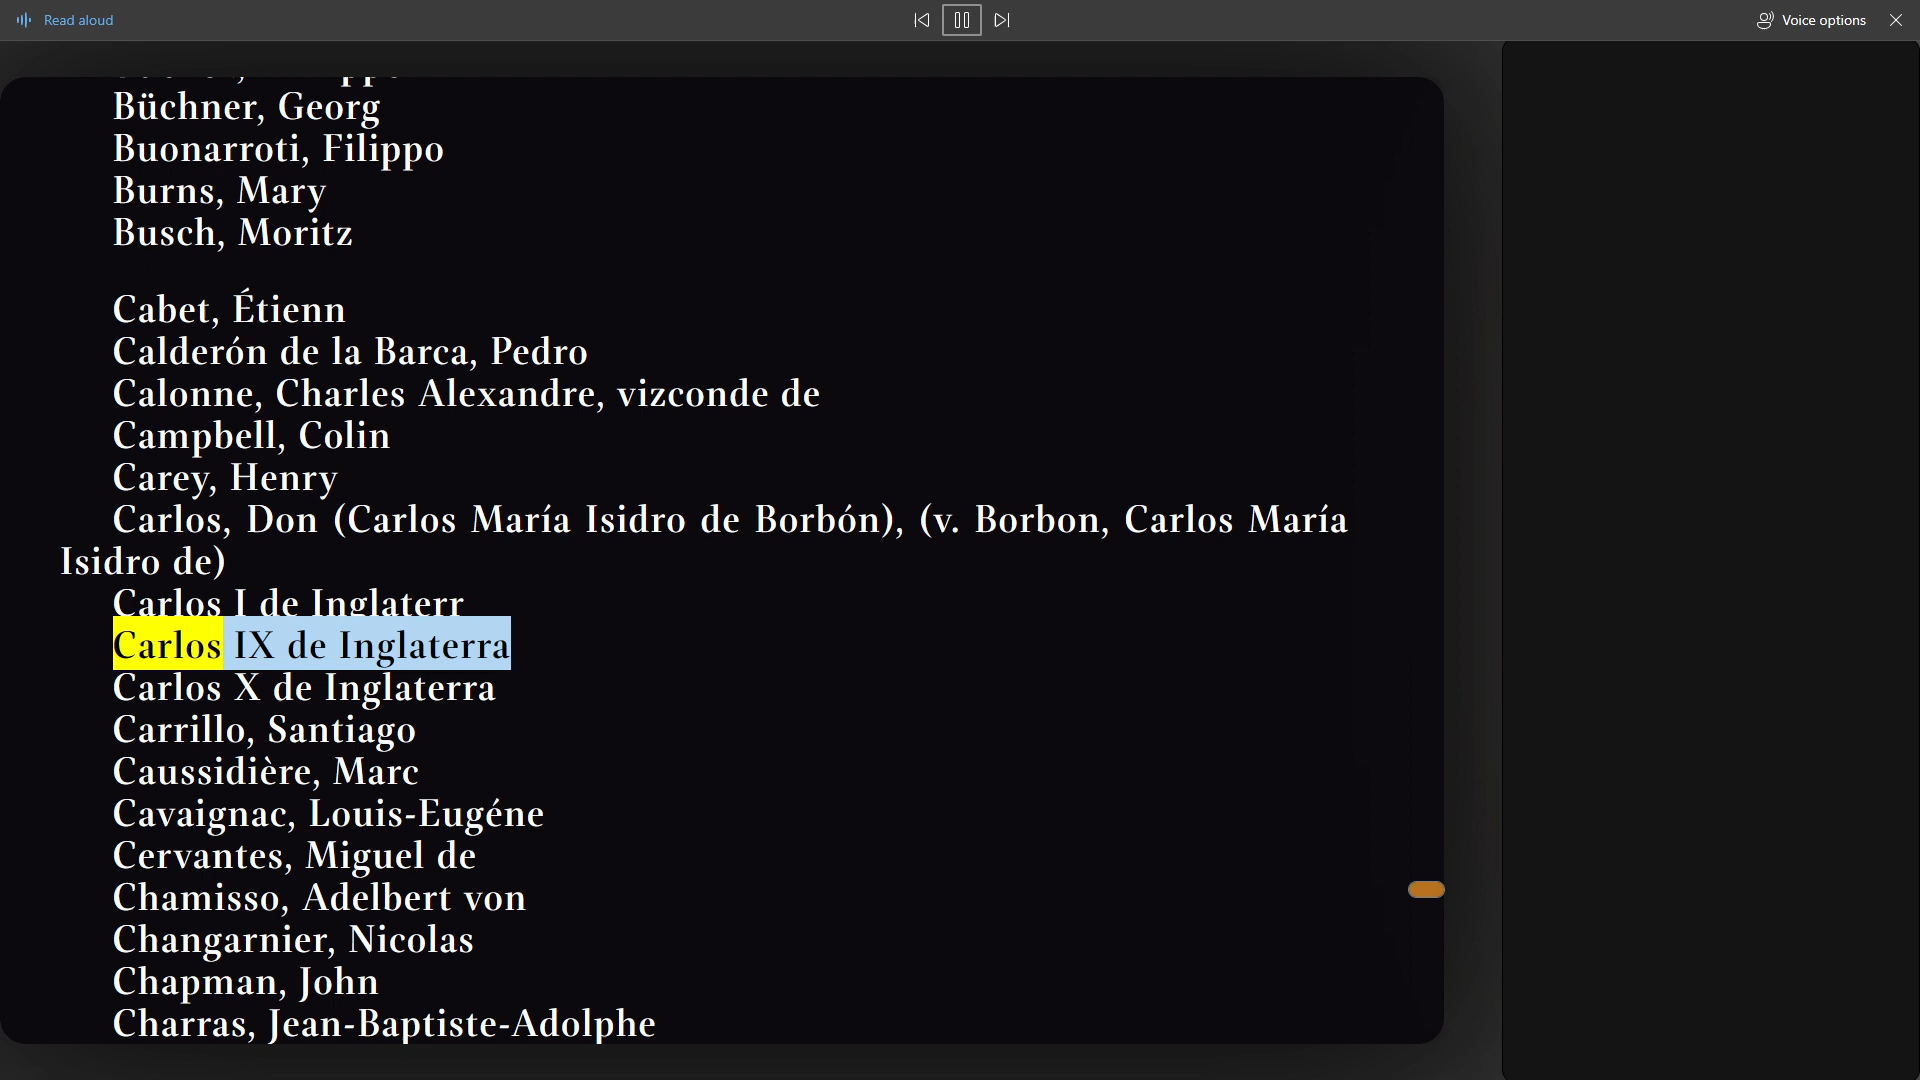 Read aloud
Voice options
Büchner, Georg
Buonarroti, Filippo
Burns, Mary
Busch, Moritz
Cabet, Étienn
Calderón de la Barca, Pedro
Calonne, Charles Alexandre, vizconde de
Campbell, Colin
Carey, Henry
Carlos, Don (Carlos María Isidro de Borbón), (v. Borbon, Carlos María
Isidro de)
Carlos I de Inglaterr
Carlos IX de Inglaterra
Carlos X de Inglaterra
Carrillo, Santiago
Caussidière, Marc
Cavaignac, Louis-Eugéne
Cervantes, Miguel de
Chamisso, Adelbert von
Changarnier, Nicolas
Chapman, John
Charras, Jean-Baptiste-Adolphe